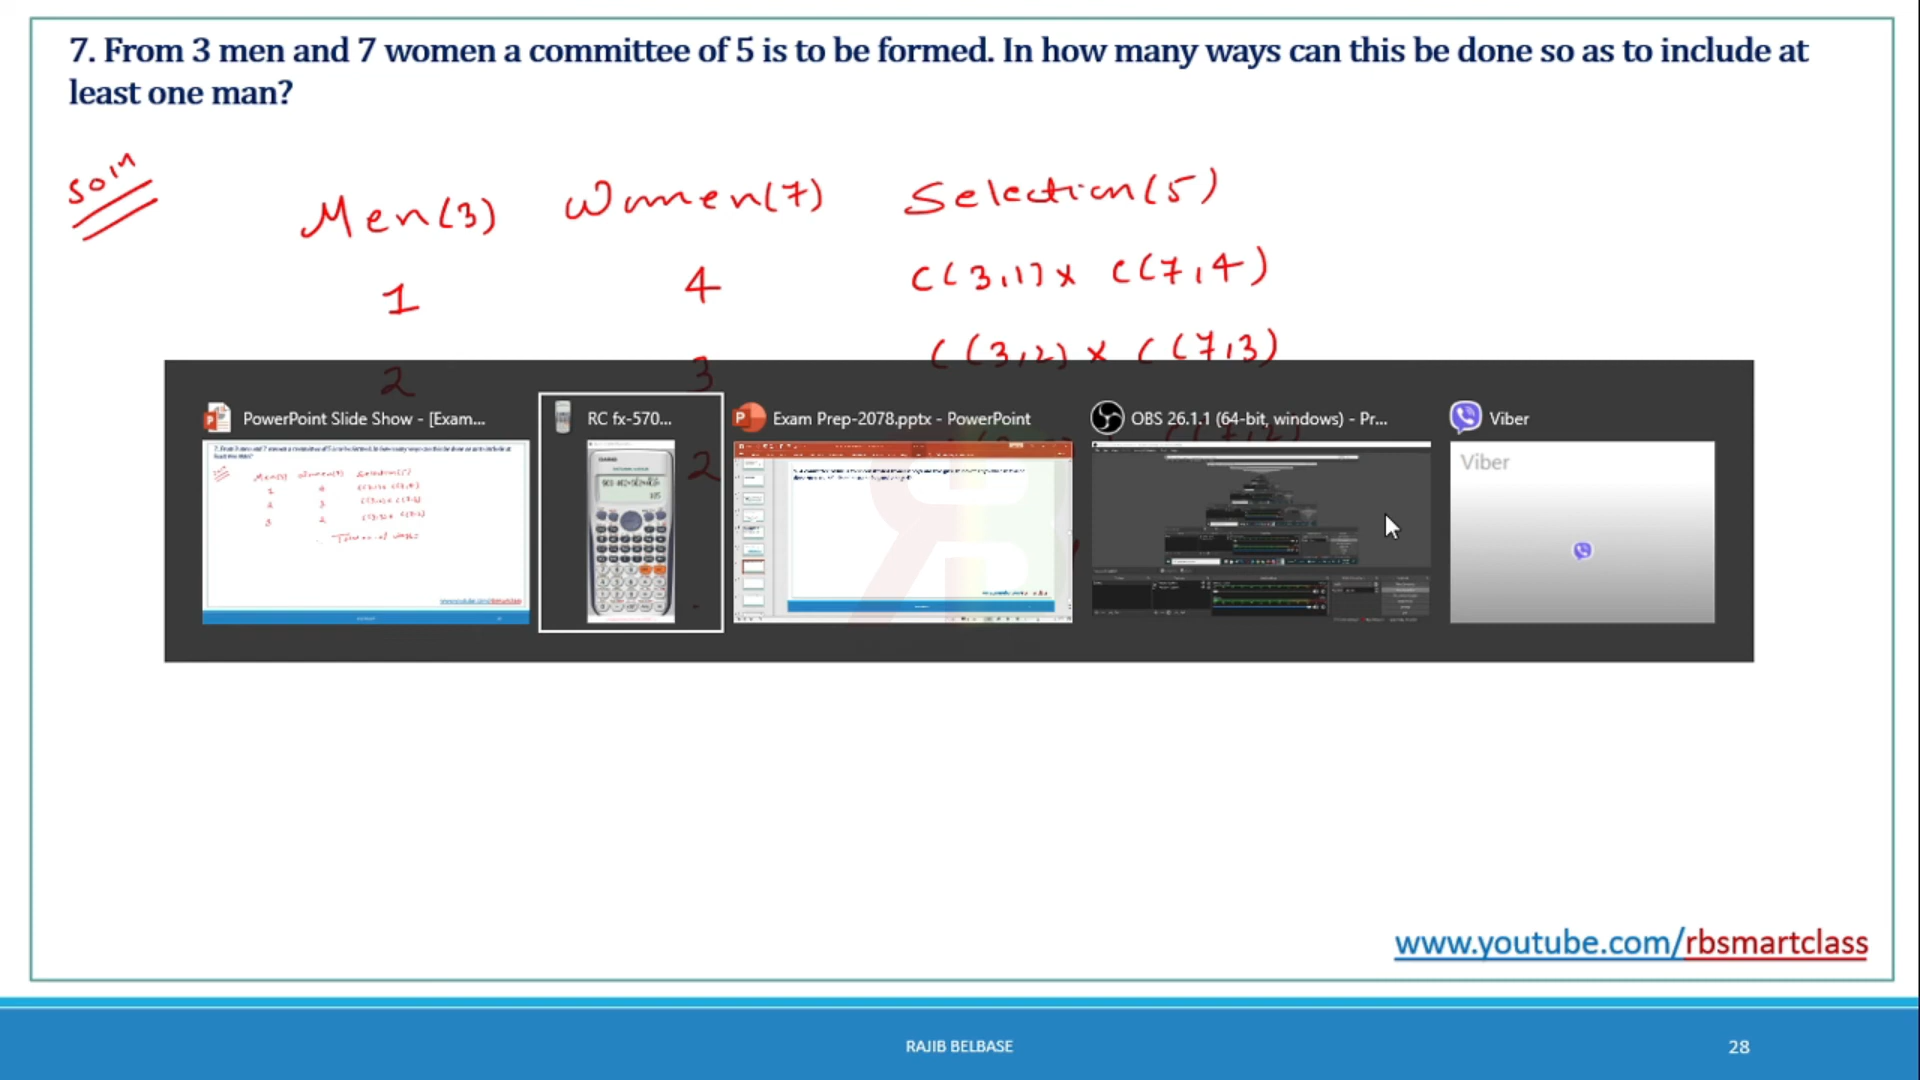 7. From 3 men and 7 women a committee of 5 is to be formed. In how many ways can this be done so as to include at
least one man?
Soln
Men(3) Women(7) Selection(5)
1 4 C(3,1) x C(7,4)
2 3 C(3,2) x C(7,3)
2
PowerPoint Slide Show - [Exam...
RC fx-570...
Exam Prep-2078.pptx - PowerPoint
OBS 26.1.1 (64-bit, windows) - Pr...
Viber
Viber
www.youtube.com/rbsmartclass
RAJIB BELBASE
28